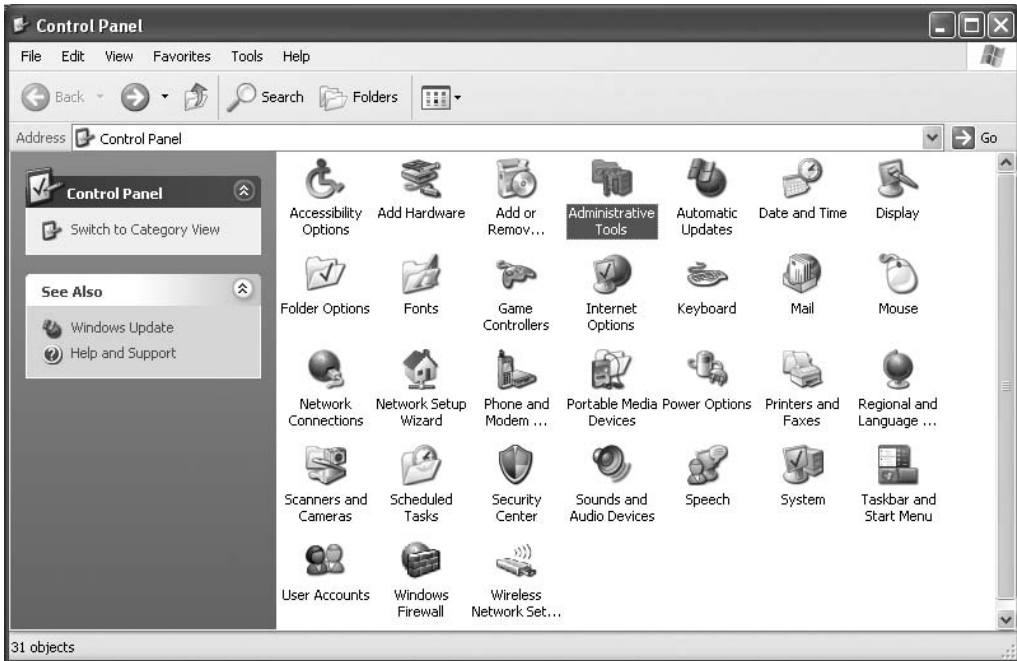 Control Panel
File Edit View Favorites Tools Help
Back Search Folders
Address Control Panel Go
Control Panel
Switch to Category View
See Also
Windows Update
Help and Support
Accessibility Options
Add Hardware
Add or Remov...
Administrative Tools
Automatic Updates
Date and Time
Display
Folder Options
Fonts
Game Controllers
Internet Options
Keyboard
Mail
Mouse
Network Connections
Network Setup Wizard
Phone and Modem ...
Portable Media Devices
Power Options
Printers and Faxes
Regional and Language ...
Scanners and Cameras
Scheduled Tasks
Security Center
Sounds and Audio Devices
Speech
System
Taskbar and Start Menu
User Accounts
Windows Firewall
Wireless Network Set...
31 objects